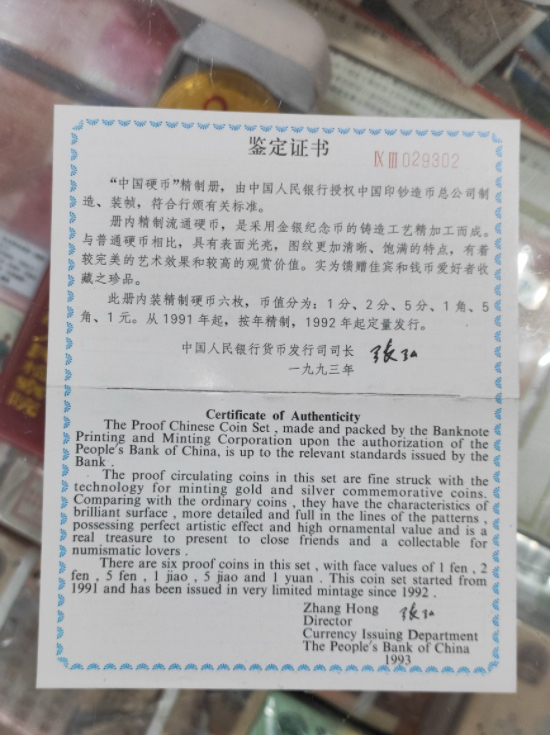 鉴定证书
ⅨⅢ029302
“中国硬币”精制册，由中国人民银行授权中国印钞造币总公司制
造、装帧，符合行颁有关标准。
册内精制流通硬币，是采用金银纪念币的铸造工艺精加工而成。
与普通硬币相比，具有表面光亮，图纹更加清晰、饱满的特点，有着
较完美的艺术效果和较高的观赏价值。实为馈赠佳宾和钱币爱好者收
藏之珍品。
此册内装精制硬币六枚，币值分为：1分、2分、5分、1角、5
角、1元。从1991年起，按年精制，1992年起定量发行。
中国人民银行货币发行司司长 张弘
一九九三年
Certificate of Authenticity
The Proof Chinese Coin Set , made and packed by the Banknote
Printing and Minting Corporation upon the authorization of the
People's Bank of China, is up to the relevant standards issued by the
Bank .
The proof circulating coins in this set are fine struck with the
technology for minting gold and silver commemorative coins.
Comparing with the ordinary coins , they have the characteristics of
brilliant surface , more detailed and full in the lines of the patterns ,
possessing perfect artistic effect and high ornamental value and is a
real treasure to present to close friends and a collectable for
numismatic lovers .
There are six proof coins in this set , with face values of 1 fen , 2
fen , 5 fen , 1 jiao , 5 jiao and 1 yuan . This coin set started from
1991 and has been issued in very limited mintage since 1992 .
Zhang Hong 张弘
Director
Currency Issuing Department
The People's Bank of China
1993